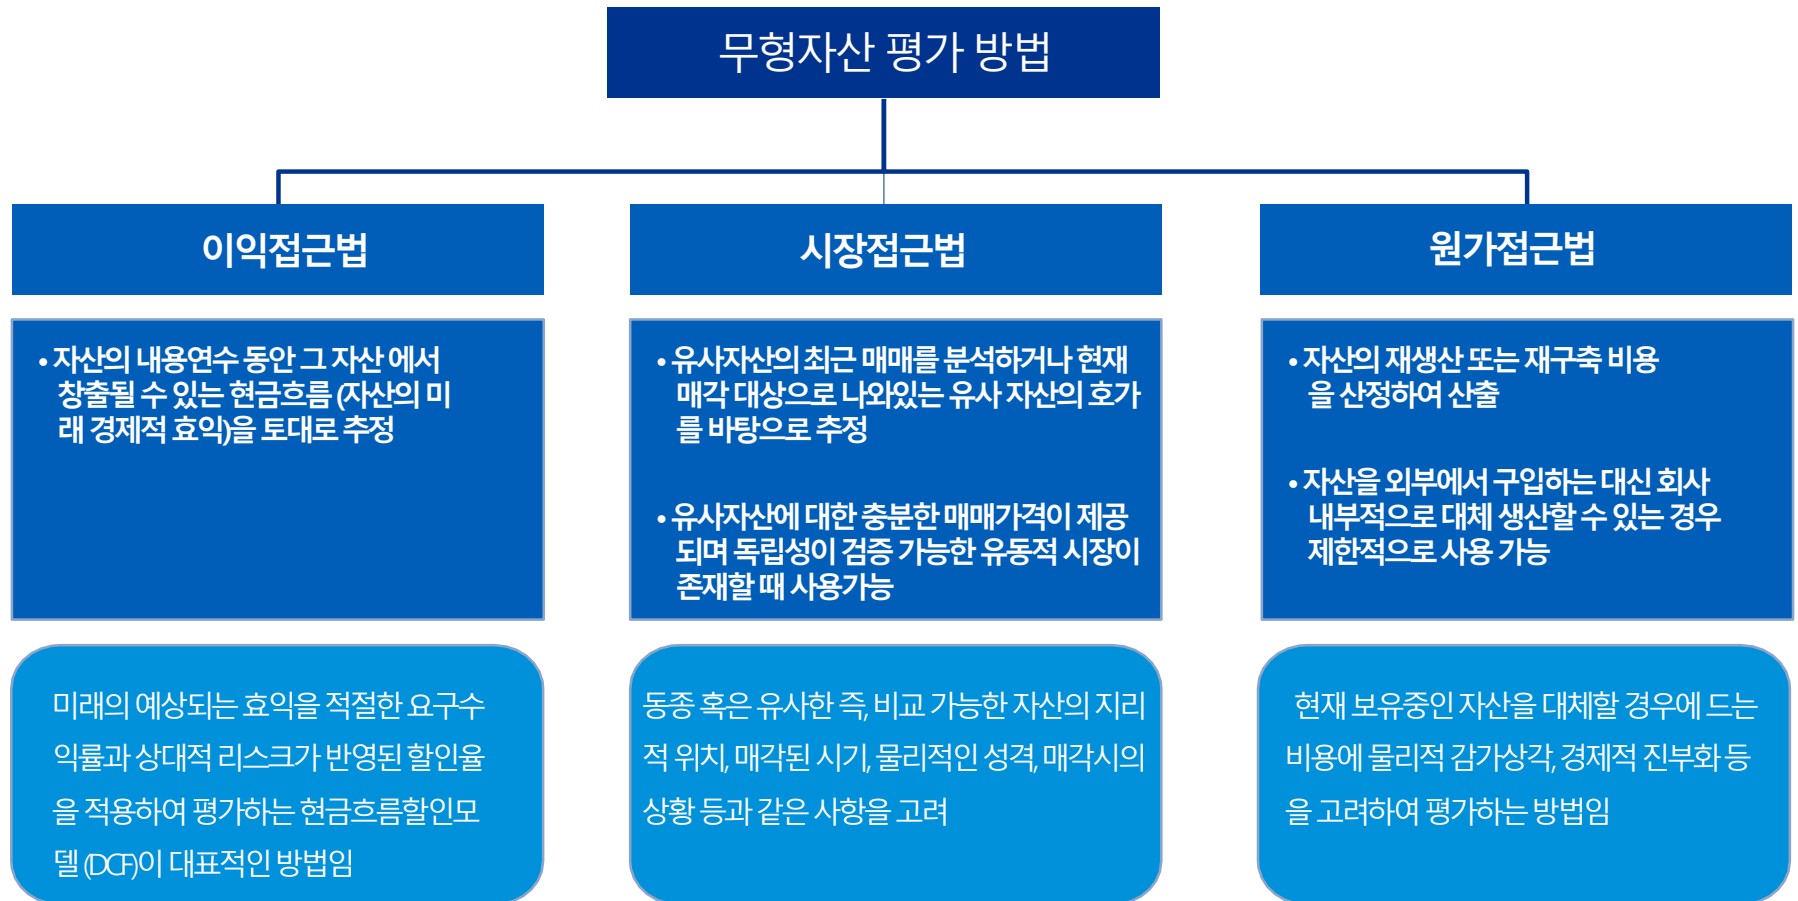 무형자산 평가 방법
이익접근법
• 자산의 내용연수 동안 그 자산 에서
창출될 수 있는 현금흐름 (자산의 미
래 경제적 효익)을 토대로 추정
미래의 예상되는 효익을 적절한 요구수
익률과 상대적 리스크가 반영된 할인율
을 적용하여 평가하는 현금흐름할인모
델 (DCF)이 대표적인 방법임
시장접근법
• 유사자산의 최근 매매를 분석하거나 현재
매각 대상으로 나와있는 유사 자산의 호가
를 바탕으로 추정
• 유사자산에 대한 충분한 매매가격이 제공
되며 독립성이 검증 가능한 유동적 시장이
존재할 때 사용가능
동종 혹은 유사한 즉, 비교 가능한 자산의 지리
적 위치, 매각된 시기, 물리적인 성격, 매각시의
상황 등과 같은 사항을 고려
원가접근법
• 자산의 재생산 또는 재구축 비용
을 산정하여 산출
• 자산을 외부에서 구입하는 대신 회사
내부적으로 대체 생산할 수 있는 경우
제한적으로 사용 가능
현재 보유중인 자산을 대체할 경우에 드는
비용에 물리적 감가상각, 경제적 진부화 등
을 고려하여 평가하는 방법임